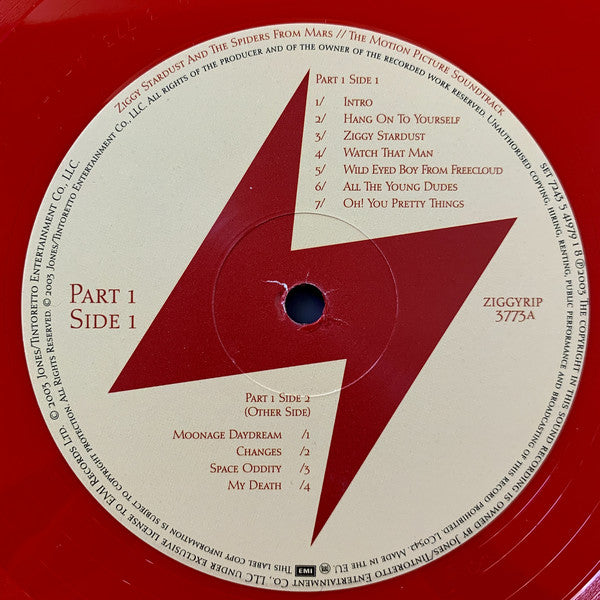 Ziggy Stardust And The Spiders From Mars // The Motion Picture Soundtrack
Part 1 Side 1
1/ Intro
2/ Hang On To Yourself
3/ Ziggy Stardust
4/ Watch That Man
5/ Wild Eyed Boy From Freecloud
6/ All The Young Dudes
7/ Oh! You Pretty Things
Part 1
Side 1
ZIGGYRIP
3773A
Part 1 Side 2
(Other Side)
Moonage Daydream /1
Changes /2
Space Oddity /3
My Death /4
SET 7243 5 41979 1 8 ℗ 2003 The copyright in this sound recording is owned by Jones/Tintoretto Entertainment Co., LLC under exclusive license to EMI Records Ltd. © 2003 Jones/Tintoretto Entertainment Co., LLC.
All rights of the producer and of the owner of the recorded work reserved. Unauthorised copying, hiring, renting, public performance and broadcasting of this record prohibited. LC0542. Made in the EU. EMI This label copy information is subject to copyright protection. All Rights Reserved. © 2003 Jones/Tintoretto Entertainment Co., LLC.